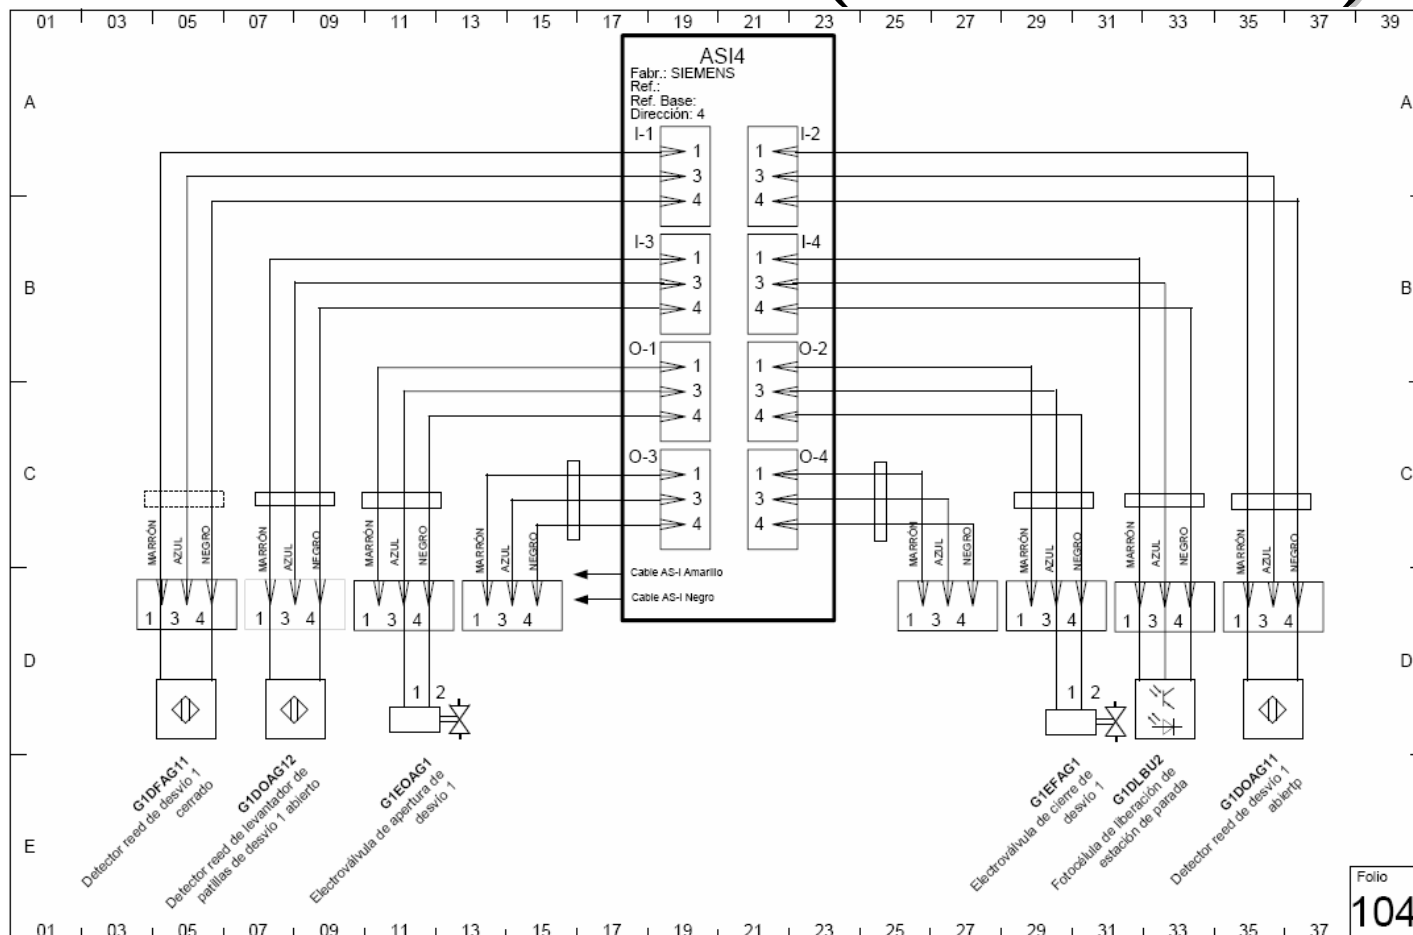 01 03 05 07 09 11 13 15 17 19 21 23 25 27 29 31 33 35 37 39
ASI4
Fabr.: SIEMENS
Ref.:
Ref. Base:
Dirección: 4
A
A
I-1
I-2
1 1
3 3
4 4
I-3
I-4
B
B
1 1
3 3
4 4
O-1
O-2
1 1
3 3
4 4
O-3
O-4
C
C
1 1
3 3
4 4
MARRÓN AZUL NEGRO
MARRÓN AZUL NEGRO
MARRÓN AZUL NEGRO
MARRÓN AZUL NEGRO
MARRÓN AZUL NEGRO
MARRÓN AZUL NEGRO
MARRÓN AZUL NEGRO
MARRÓN AZUL NEGRO
Cable AS-I Amarillo
Cable AS-I Negro
1 3 4
1 3 4
1 3 4
1 3 4
1 3 4
1 3 4
1 3 4
1 3 4
D
D
1 2
1 2
G1DFAG11
Detector reed de desvío 1
cerrado
G1DOAG12
Detector reed de levantador de
patillas de desvío 1 abierto
G1EOAG1
Electroválvula de apertura de
desvío 1
G1EFAG1
Electroválvula de cierre de
desvío 1
G1DLBU2
Fotocélula de liberación de
estación de parada
G1DOAG11
Detector reed de desvío 1
abiertp
E
Folio
104
01 03 05 07 09 11 13 15 17 19 21 23 25 27 29 31 33 35 37